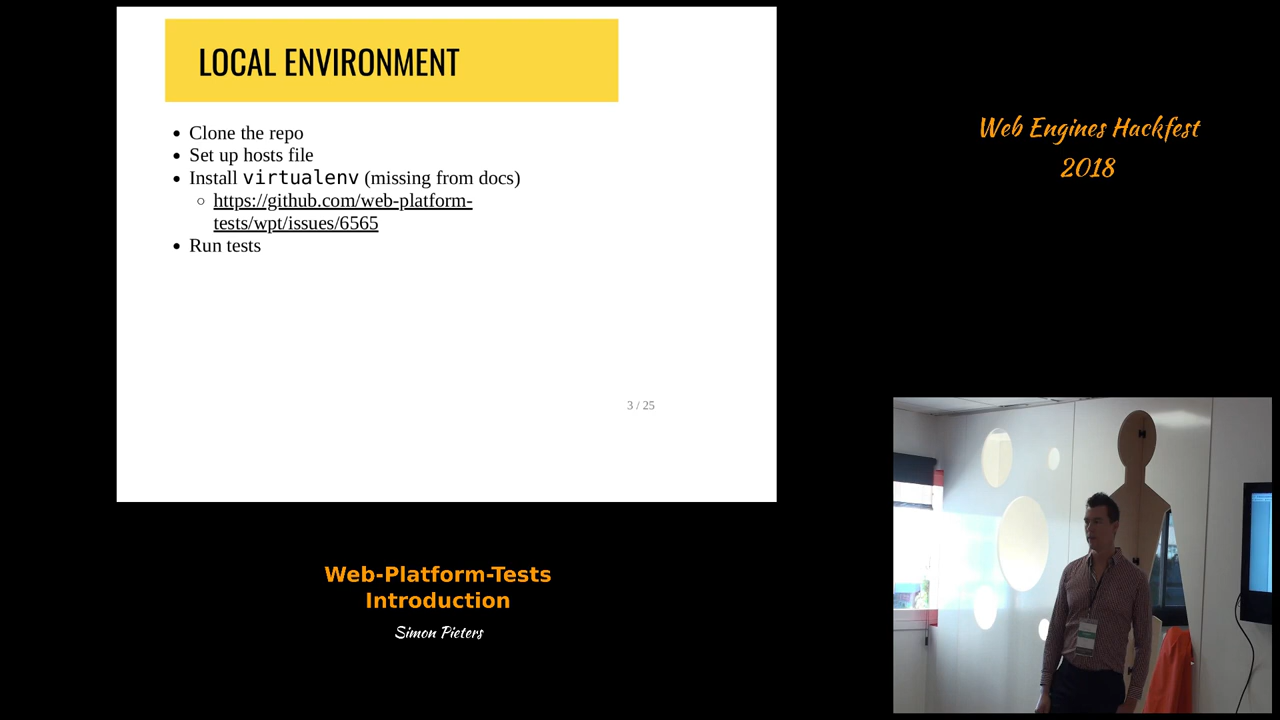 LOCAL ENVIRONMENT
Clone the repo
Set up hosts file
Install virtualenv (missing from docs)
https://github.com/web-platform-
tests/wpt/issues/6565
Run tests
3 / 25
Web Engines Hackfest
2018
Web-Platform-Tests
Introduction
Simon Pieters